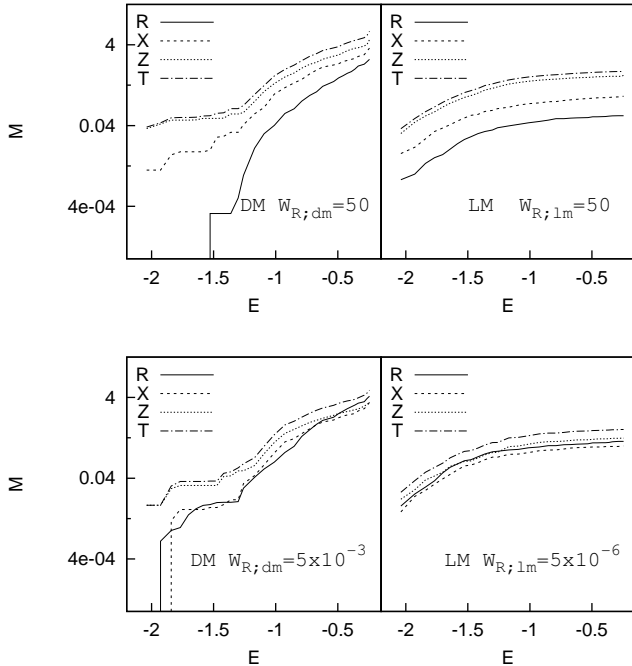 R
X
Z
T
R
X
Z
T
4
0.04
4e-04
M
DM W_{R;dm}=50
LM W_{R;lm}=50
-2 -1.5 -1 -0.5
-2 -1.5 -1 -0.5
E
E
R
X
Z
T
R
X
Z
T
4
0.04
4e-04
M
DM W_{R;dm}=5x10^{-3}
LM W_{R;lm}=5x10^{-6}
-2 -1.5 -1 -0.5
-2 -1.5 -1 -0.5
E
E